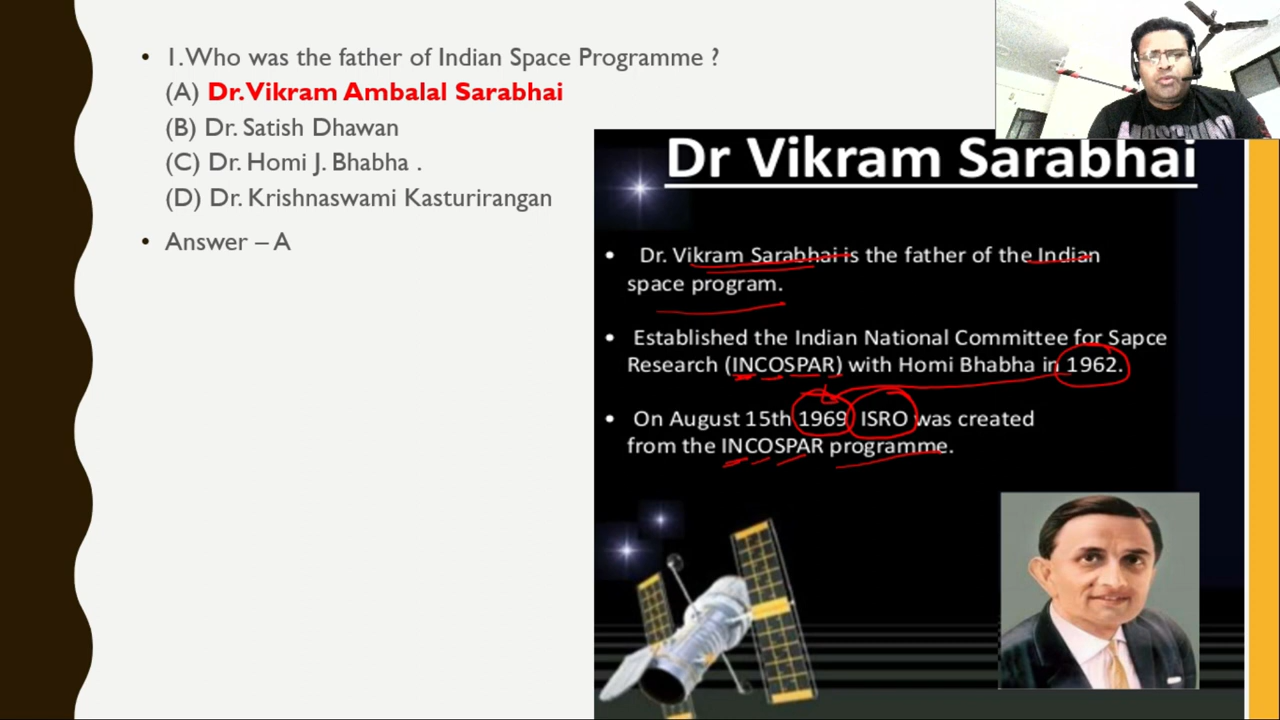 1. Who was the father of Indian Space Programme ?
(A) Dr. Vikram Ambalal Sarabhai
(B) Dr. Satish Dhawan
(C) Dr. Homi J. Bhabha .
(D) Dr. Krishnaswami Kasturirangan
Answer – A
Dr Vikram Sarabhai
Dr. Vikram Sarabhai is the father of the Indian
space program.
Established the Indian National Committee for Sapce
Research (INCOSPAR) with Homi Bhabha in 1962.
On August 15th 1969 ISRO was created
from the INCOSPAR programme.